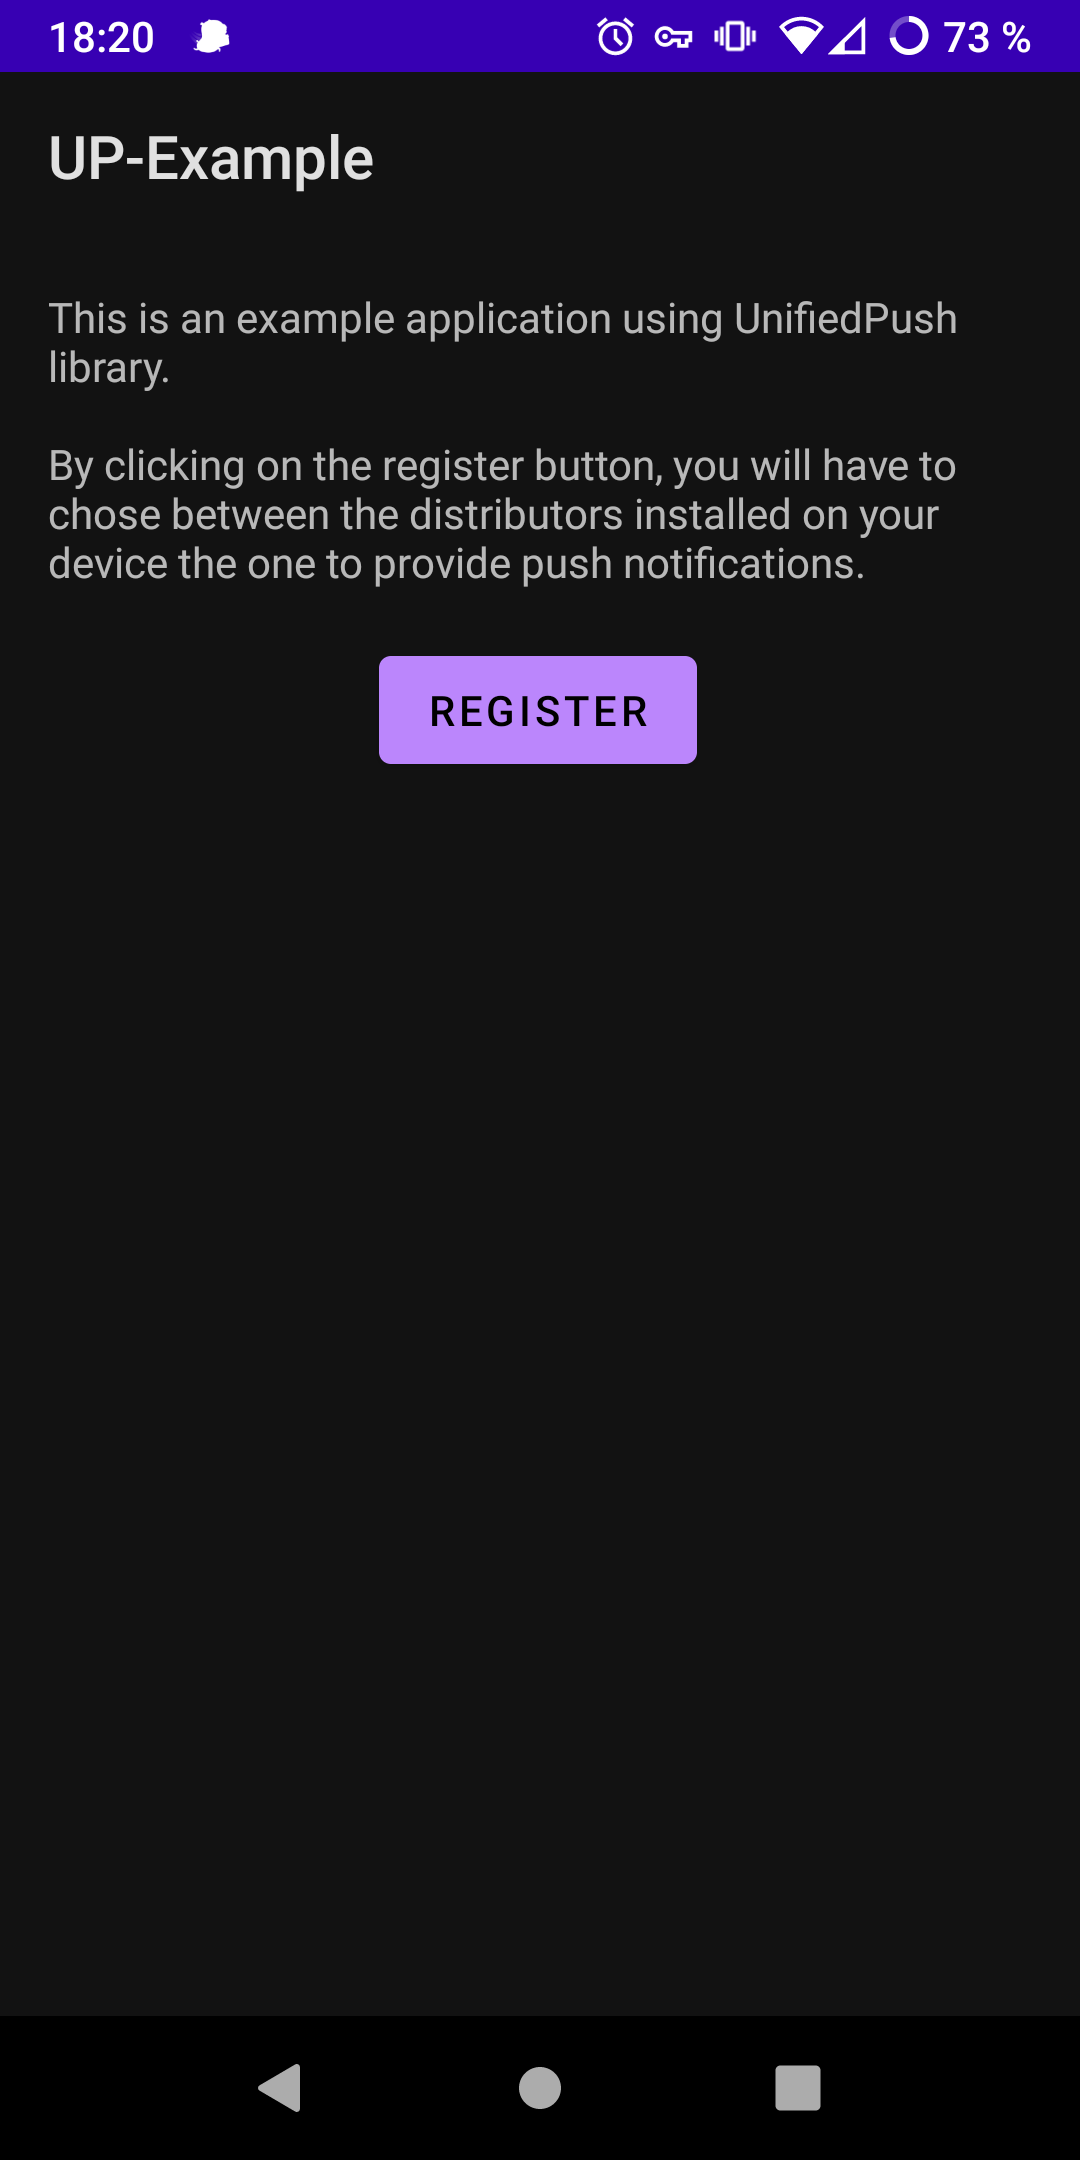 18:20 73 %
UP-Example
This is an example application using UnifiedPush
library.
By clicking on the register button, you will have to
chose between the distributors installed on your
device the one to provide push notifications.
REGISTER